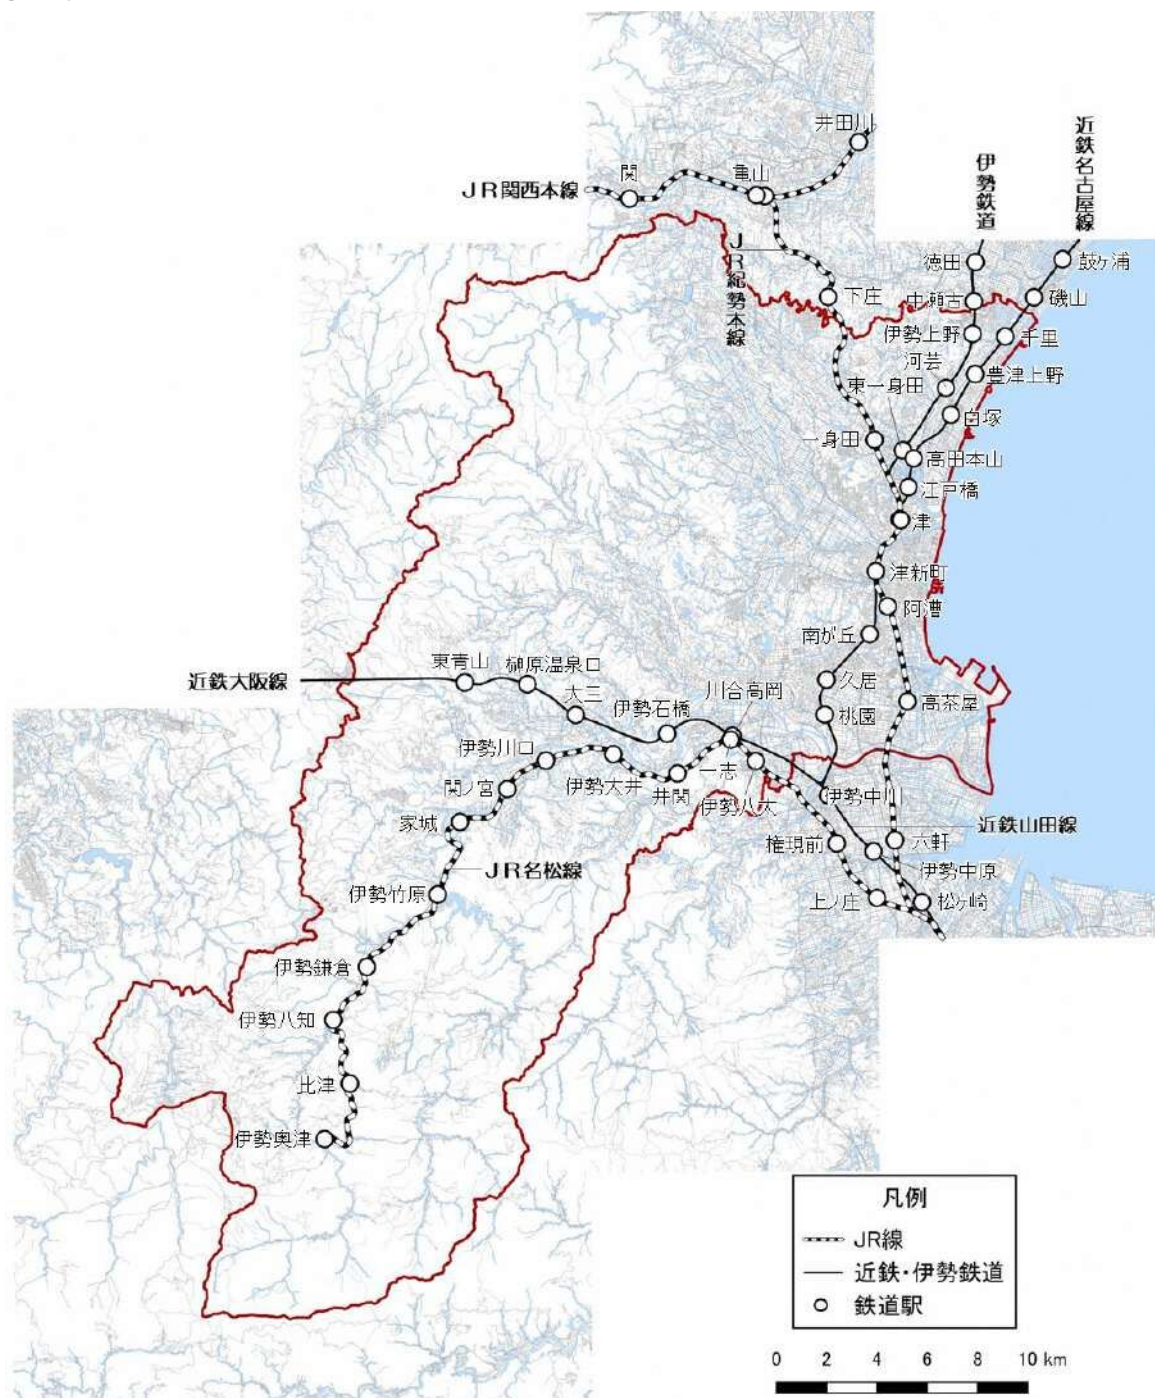 井田川
近鉄名古屋線
伊勢鉄道
関
亀山
JR関西本線
JR紀勢本線
徳田
鼓ヶ浦
下庄
中瀬古
磯山
伊勢上野
千里
河芸
豊津上野
東一身田
白塚
一身田
高田本山
江戸橋
津
津新町
阿漕
南が丘
東青山
榊原温泉口
近鉄大阪線
久居
大三
川合高岡
伊勢石橋
桃園
高茶屋
伊勢川口
一志
関ノ宮
伊勢大井
井関
伊勢八太
伊勢中川
家城
近鉄山田線
権現前
六軒
JR名松線
伊勢中原
伊勢竹原
上ノ庄
松ヶ崎
伊勢鎌倉
伊勢八知
比津
伊勢奥津
凡例
JR線
近鉄・伊勢鉄道
鉄道駅
0 2 4 6 8 10 km